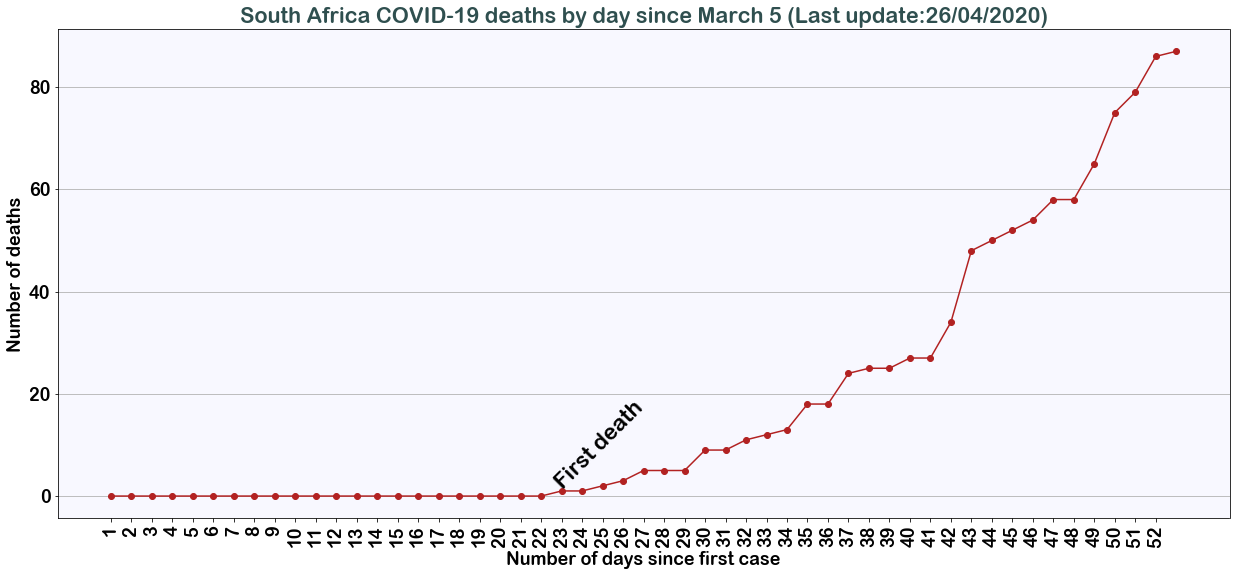 South Africa COVID-19 deaths by day since March 5 (Last update:26/04/2020)
Number of deaths
80
60
40
20
0
First death
1 2 3 4 5 6 7 8 9 10 11 12 13 14 15 16 17 18 19 20 21 22 23 24 25 26 27 28 29 30 31 32 33 34 35 36 37 38 39 40 41 42 43 44 45 46 47 48 49 50 51 52
Number of days since first case